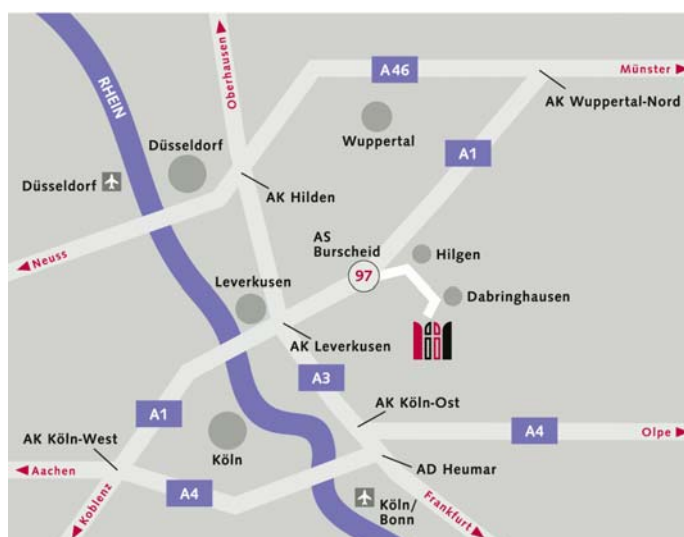 RHEIN
Oberhausen
A46
Münster
AK Wuppertal-Nord
Wuppertal
Düsseldorf
A1
Düsseldorf
AK Hilden
AS
Burscheid
Hilgen
Neuss
97
Leverkusen
Dabringhausen
AK Leverkusen
A3
A1
AK Köln-Ost
A4
Olpe
AK Köln-West
Köln
Aachen
AD Heumar
A4
Koblenz
Köln/
Bonn
Frankfurt